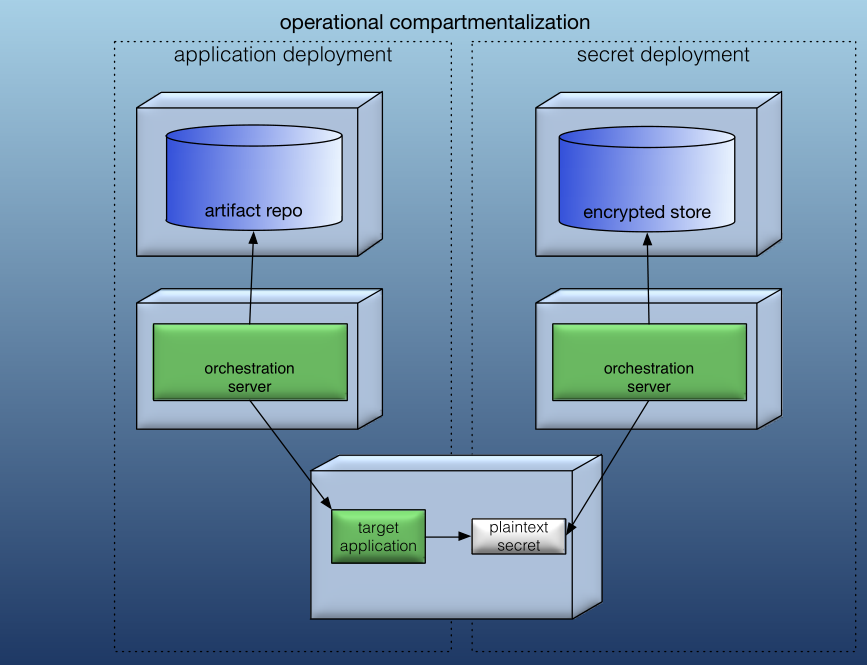 operational compartmentalization
application deployment
secret deployment
artifact repo
encrypted store
orchestration
server
orchestration
server
target
application
plaintext
secret